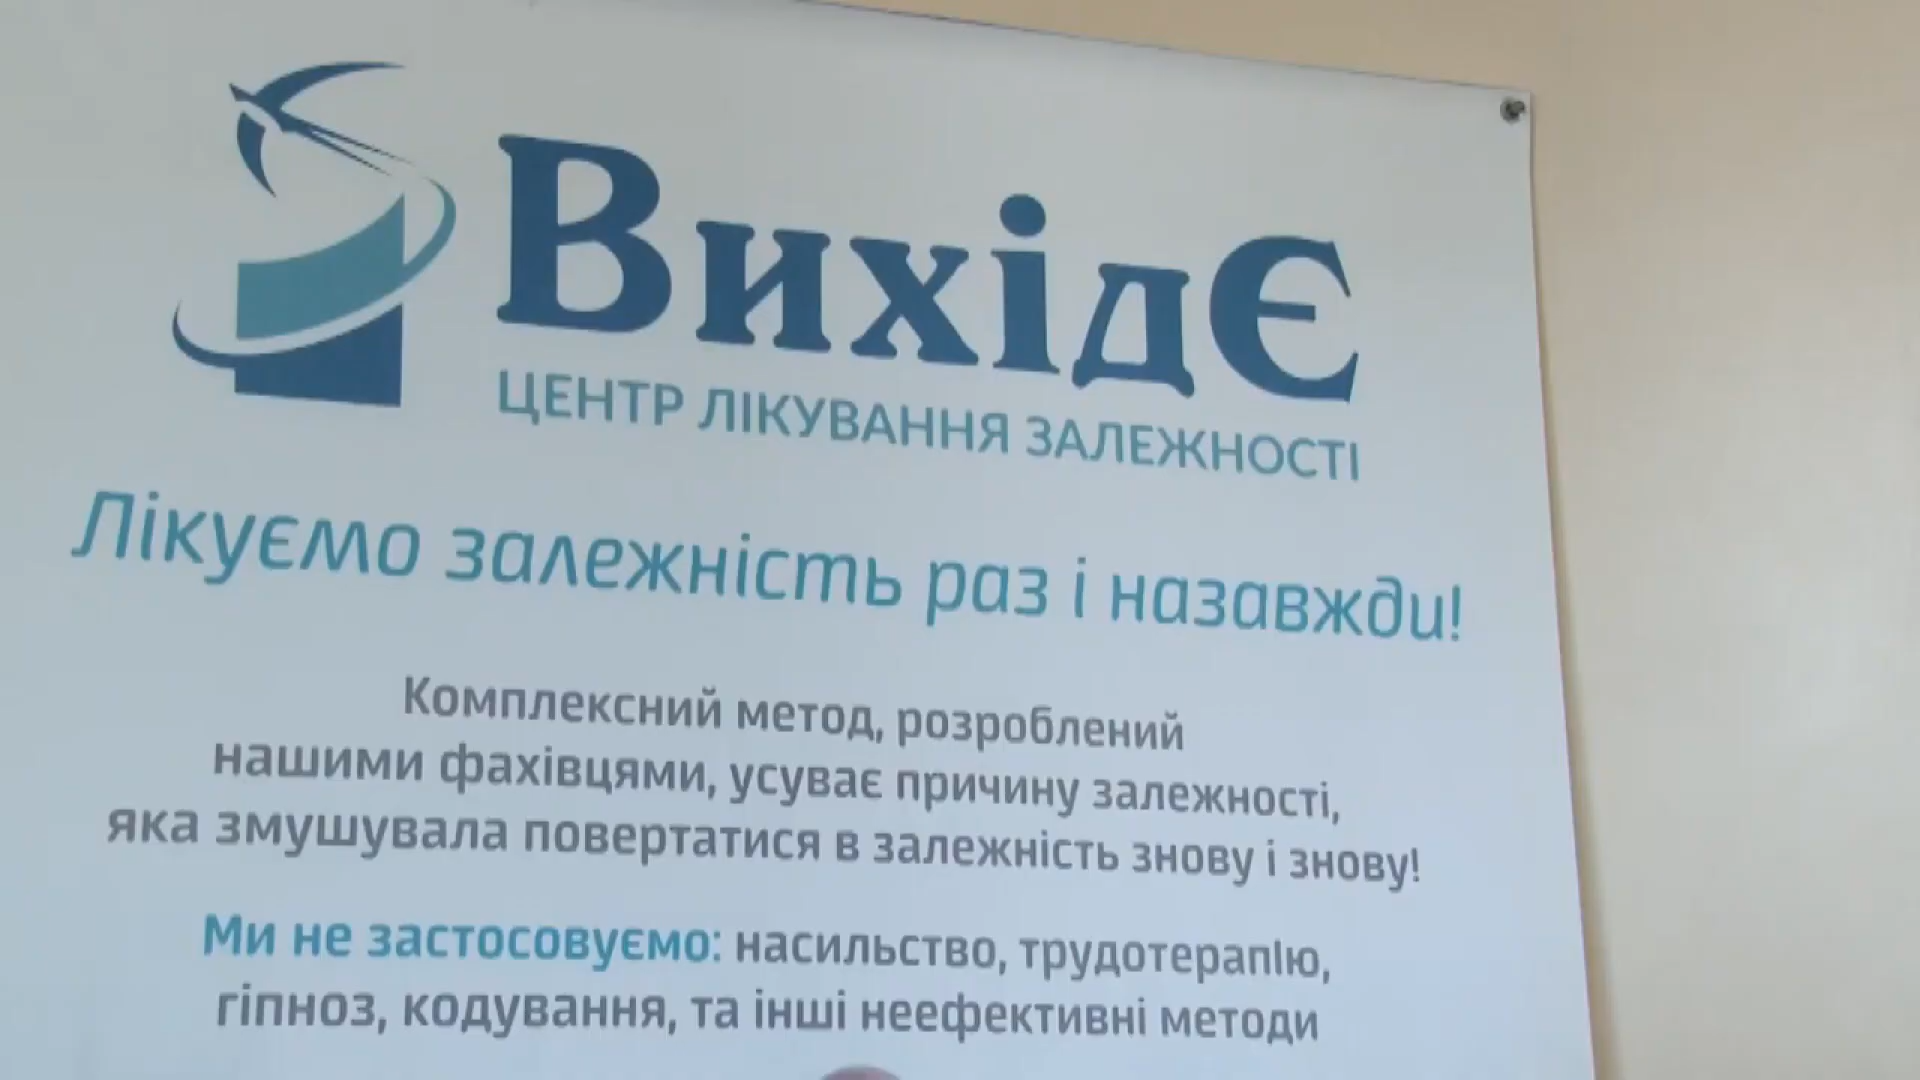 ВихідЄ
ЦЕНТР ЛІКУВАННЯ ЗАЛЕЖНОСТІ
Лікуємо залежність раз і назавжди!
Комплексний метод, розроблений
нашими фахівцями, усуває причину залежності,
яка змушувала повертатися в залежність знову і знову!
Ми не застосовуємо: насильство, трудотерапІю,
гіпноз, кодування, та інші неефективні методи